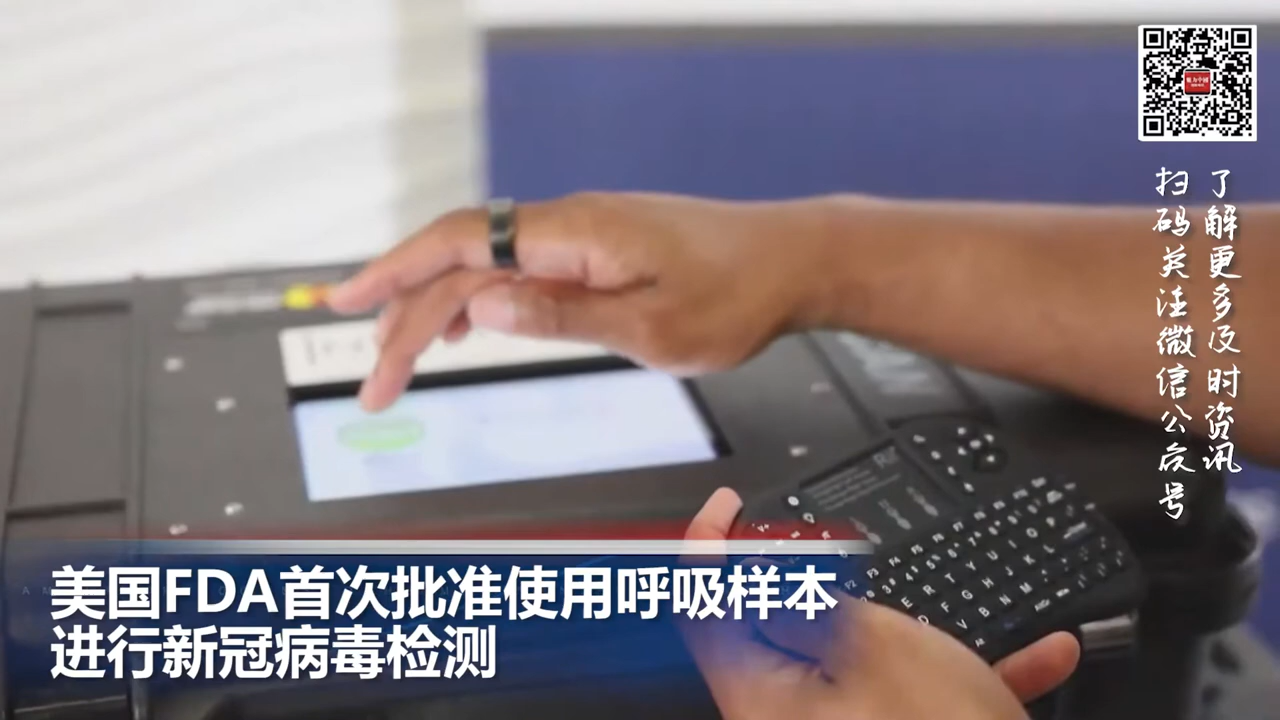 了解更多及时资讯
扫码关注微信公众号
美国FDA首次批准使用呼吸样本
进行新冠病毒检测